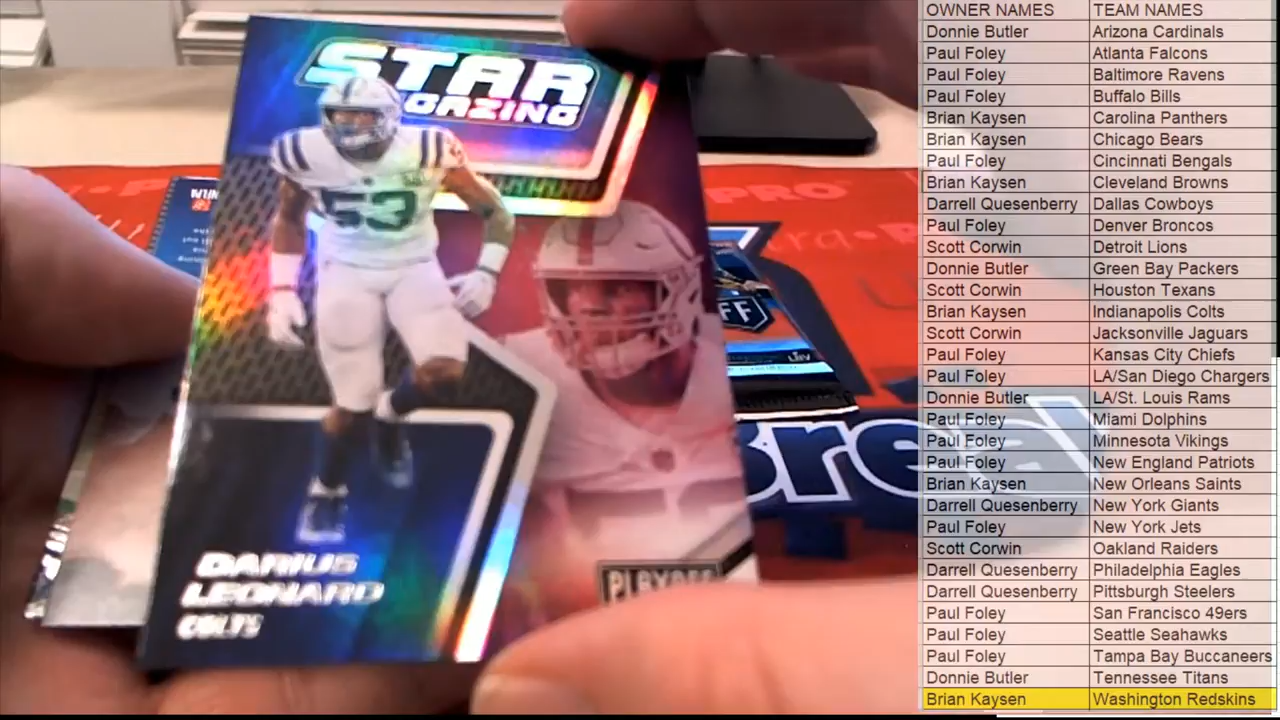 STAR
GAZING
53
DARIUS
LEONARD
COLTS
PLAYOFF
FF
PRO
Break
OWNER NAMES TEAM NAMES
Donnie Butler Arizona Cardinals
Paul Foley Atlanta Falcons
Paul Foley Baltimore Ravens
Paul Foley Buffalo Bills
Brian Kaysen Carolina Panthers
Brian Kaysen Chicago Bears
Paul Foley Cincinnati Bengals
Brian Kaysen Cleveland Browns
Darrell Quesenberry Dallas Cowboys
Paul Foley Denver Broncos
Scott Corwin Detroit Lions
Donnie Butler Green Bay Packers
Scott Corwin Houston Texans
Brian Kaysen Indianapolis Colts
Scott Corwin Jacksonville Jaguars
Paul Foley Kansas City Chiefs
Paul Foley LA/San Diego Chargers
Donnie Butler LA/St. Louis Rams
Paul Foley Miami Dolphins
Paul Foley Minnesota Vikings
Paul Foley New England Patriots
Brian Kaysen New Orleans Saints
Darrell Quesenberry New York Giants
Paul Foley New York Jets
Scott Corwin Oakland Raiders
Darrell Quesenberry Philadelphia Eagles
Darrell Quesenberry Pittsburgh Steelers
Paul Foley San Francisco 49ers
Paul Foley Seattle Seahawks
Paul Foley Tampa Bay Buccaneers
Donnie Butler Tennessee Titans
Brian Kaysen Washington Redskins